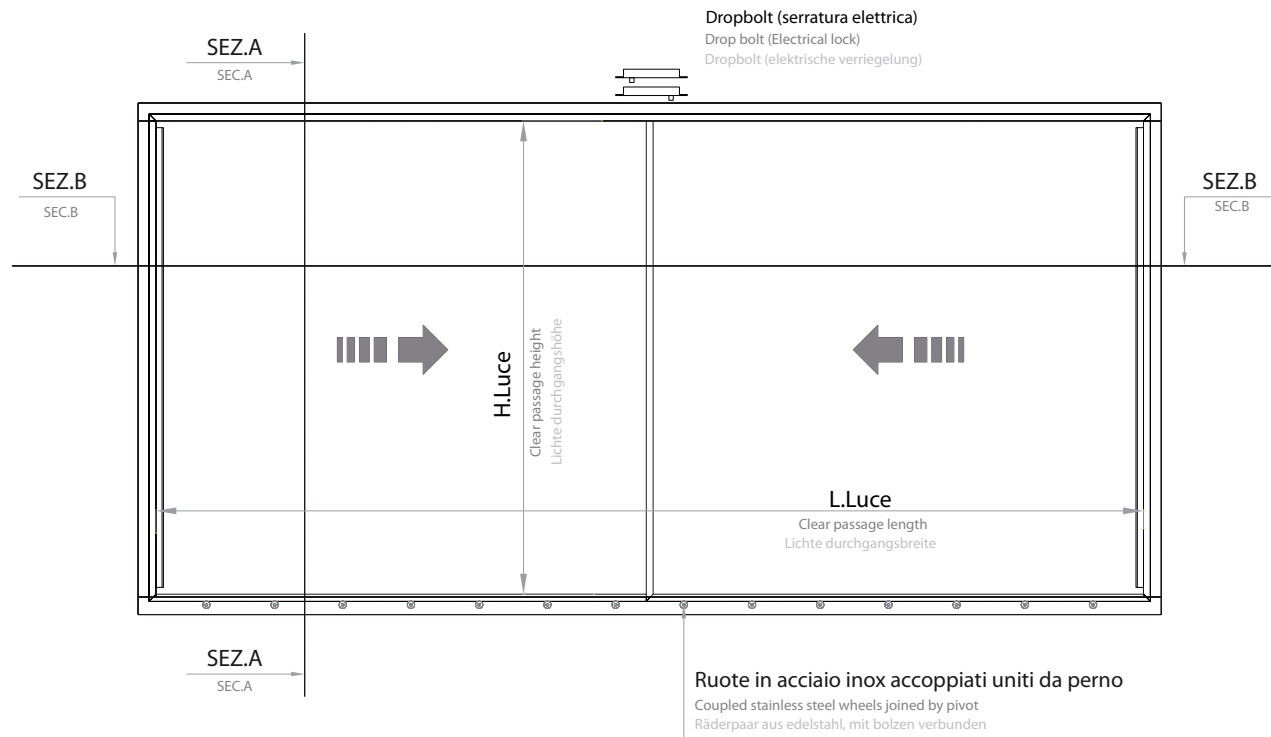 Dropbolt (serratura elettrica)
Drop bolt (Electrical lock)
Dropbolt (elektrische verriegelung)
SEZ.A
SEC.A
SEZ.B
SEC.B
SEZ.B
SEC.B
H.Luce
Clear passage height
Lichte durchgangshöhe
L.Luce
Clear passage length
Lichte durchgangsbreite
SEZ.A
SEC.A
Ruote in acciaio inox accoppiati uniti da perno
Coupled stainless steel wheels joined by pivot
Räderpaar aus edelstahl, mit bolzen verbunden